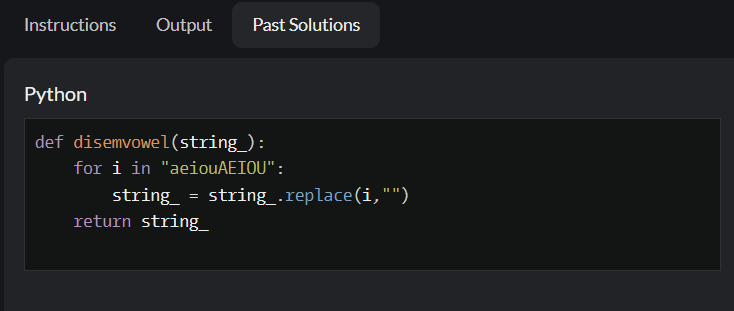 Instructions Output Past Solutions
Python
def disemvowel(string_):
    for i in "aeiouAEIOU":
        string_ = string_.replace(i,"")
    return string_